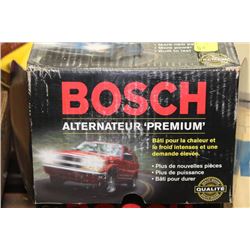 BOSCH
ALTERNATEUR 'PREMIUM'
Bâti pour la chaleur et
le froid intenses et une
demande élevée.
• Plus de nouvelles pièces
• Plus de puissance
• Bâti pour durer
QUALITÉ